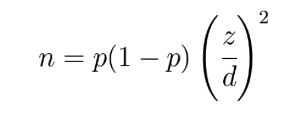 n = p(1 − p) (z/d)²